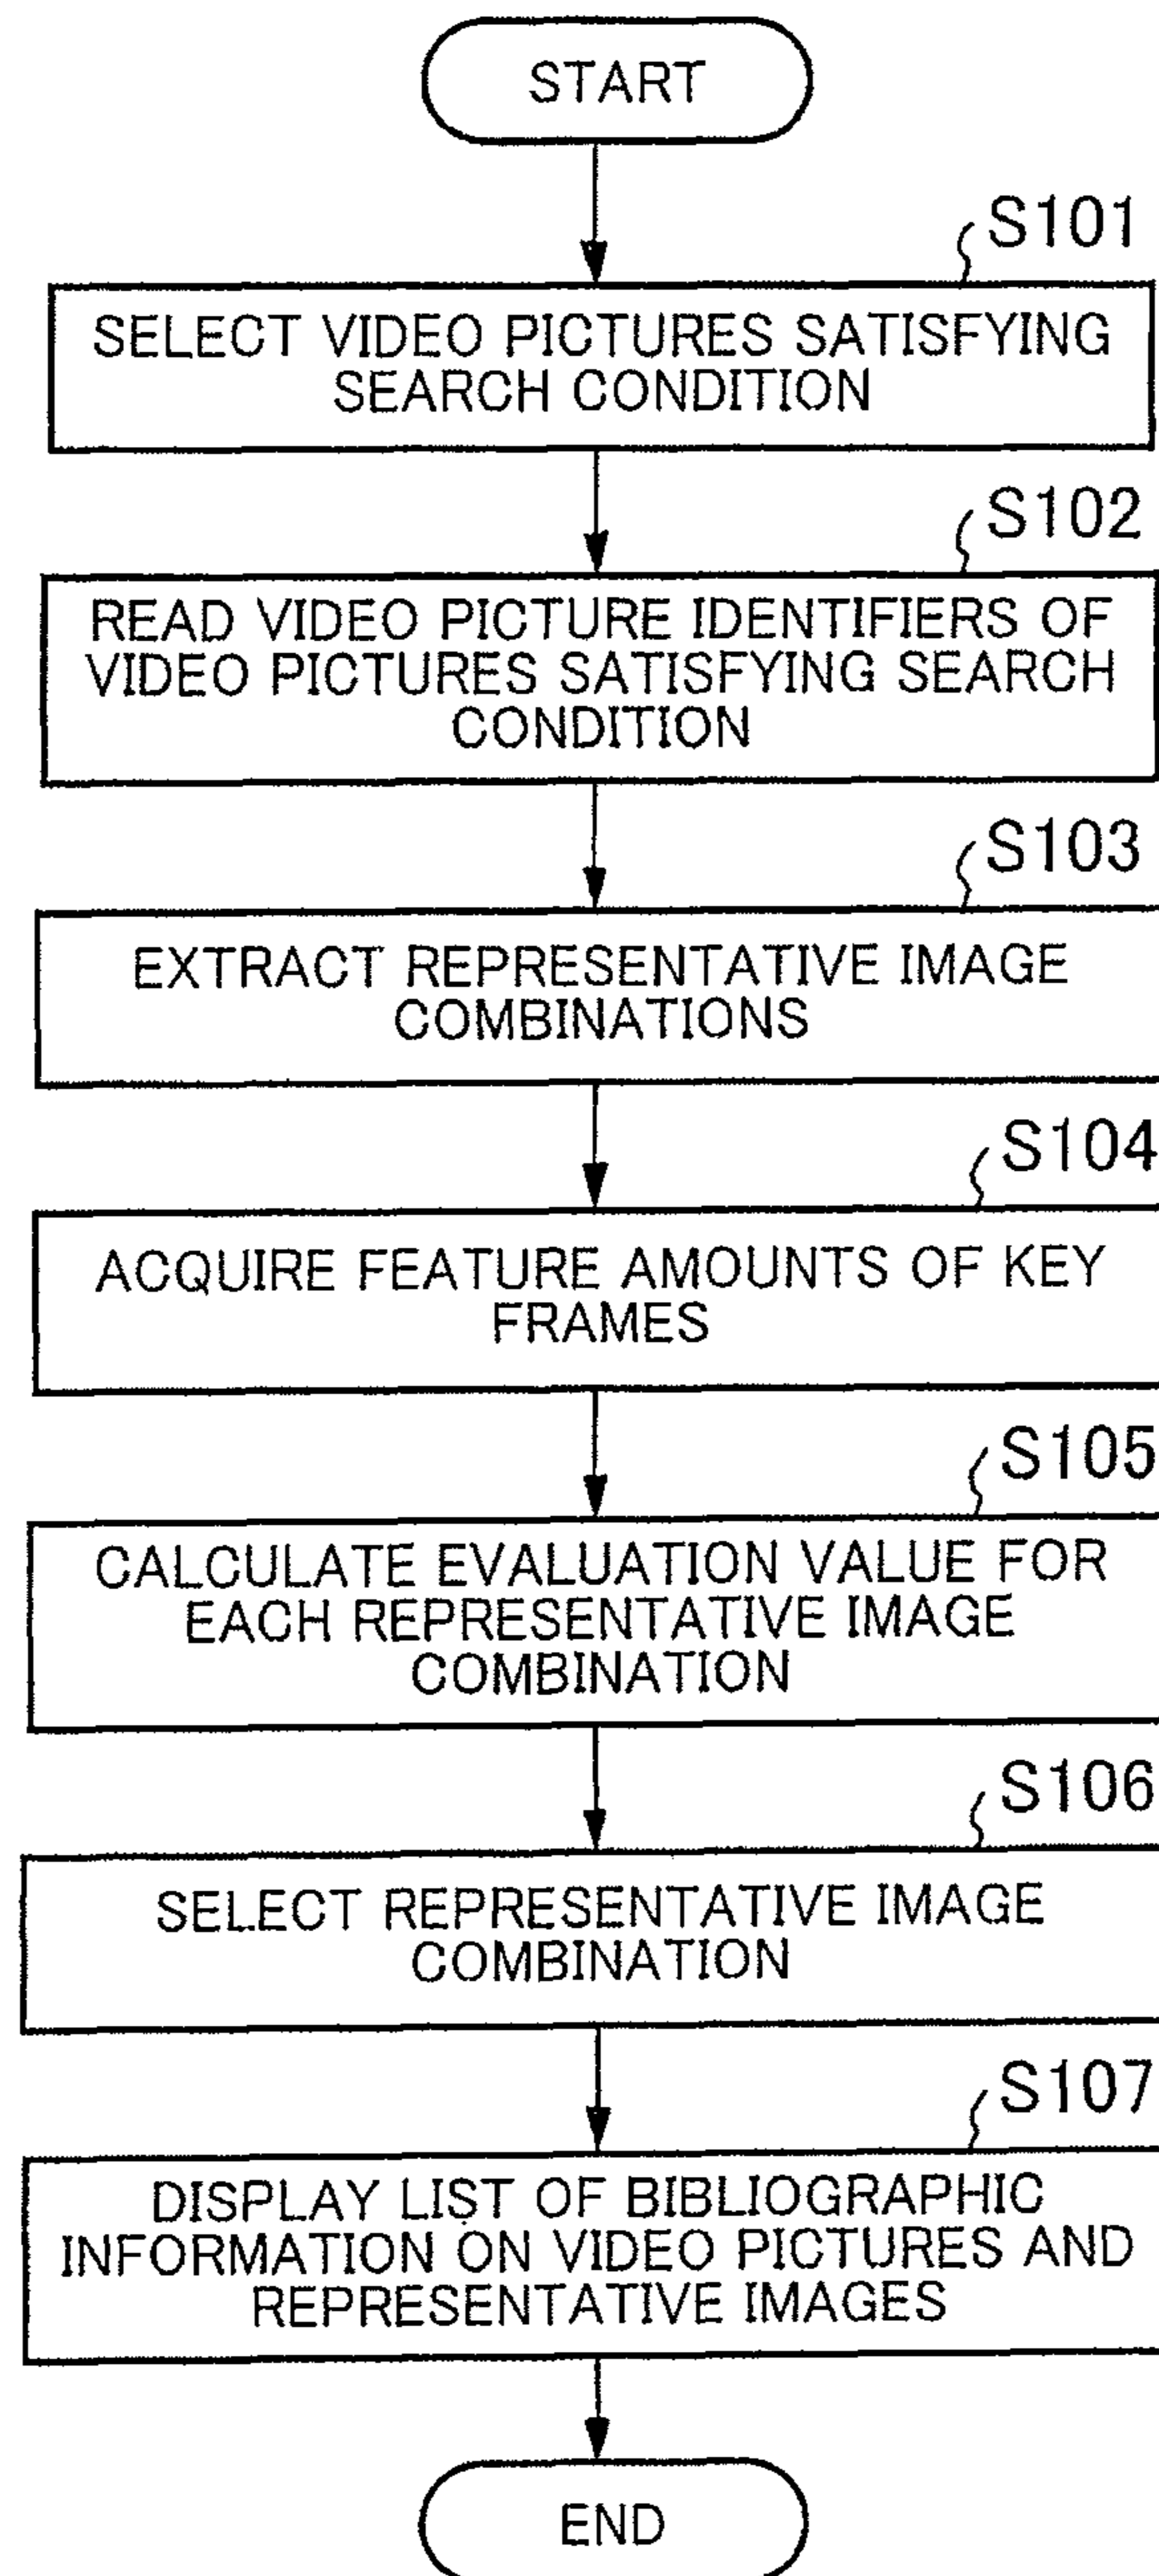 START
S101
SELECT VIDEO PICTURES SATISFYING
SEARCH CONDITION
S102
READ VIDEO PICTURE IDENTIFIERS OF
VIDEO PICTURES SATISFYING SEARCH
CONDITION
S103
EXTRACT REPRESENTATIVE IMAGE
COMBINATIONS
S104
ACQUIRE FEATURE AMOUNTS OF KEY
FRAMES
S105
CALCULATE EVALUATION VALUE FOR
EACH REPRESENTATIVE IMAGE
COMBINATION
S106
SELECT REPRESENTATIVE IMAGE
COMBINATION
S107
DISPLAY LIST OF BIBLIOGRAPHIC
INFORMATION ON VIDEO PICTURES AND
REPRESENTATIVE IMAGES
END